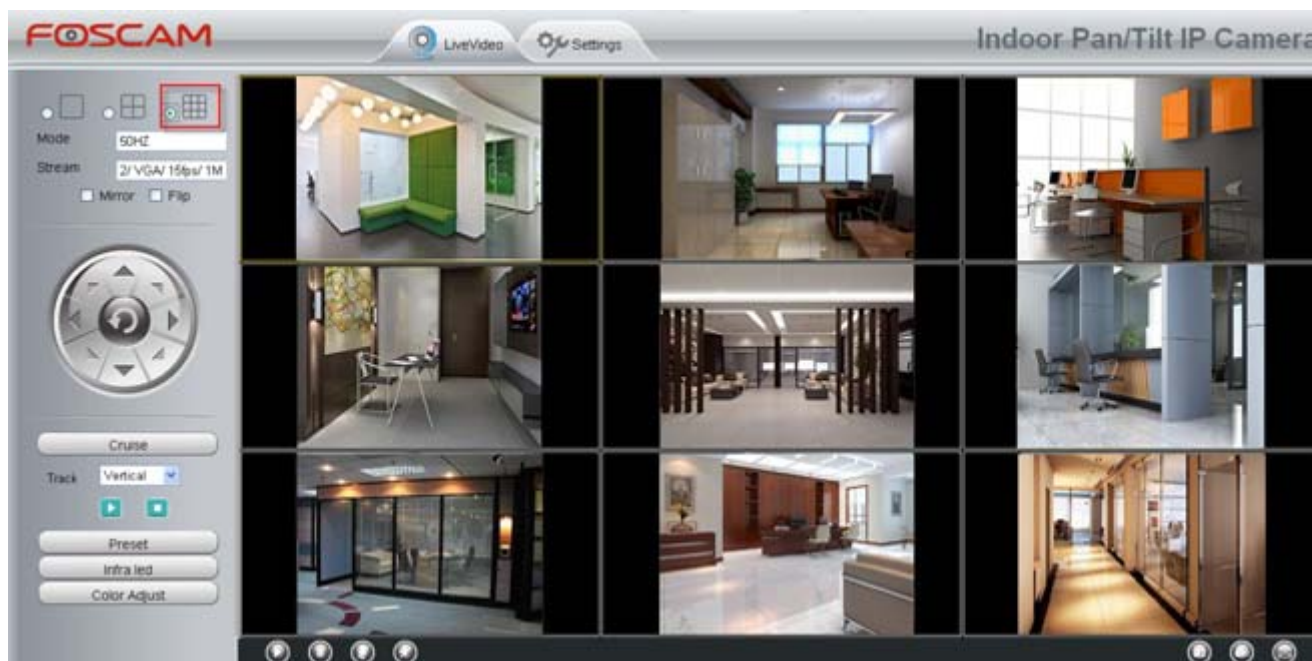 FOSCAM
LiveVideo
Settings
Indoor Pan/Tilt IP Camera
Mode
50HZ
Stream
2/ VGA/ 15fps/ 1M
Mirror
Flip
Cruise
Track
Vertical
Preset
Infra led
Color Adjust